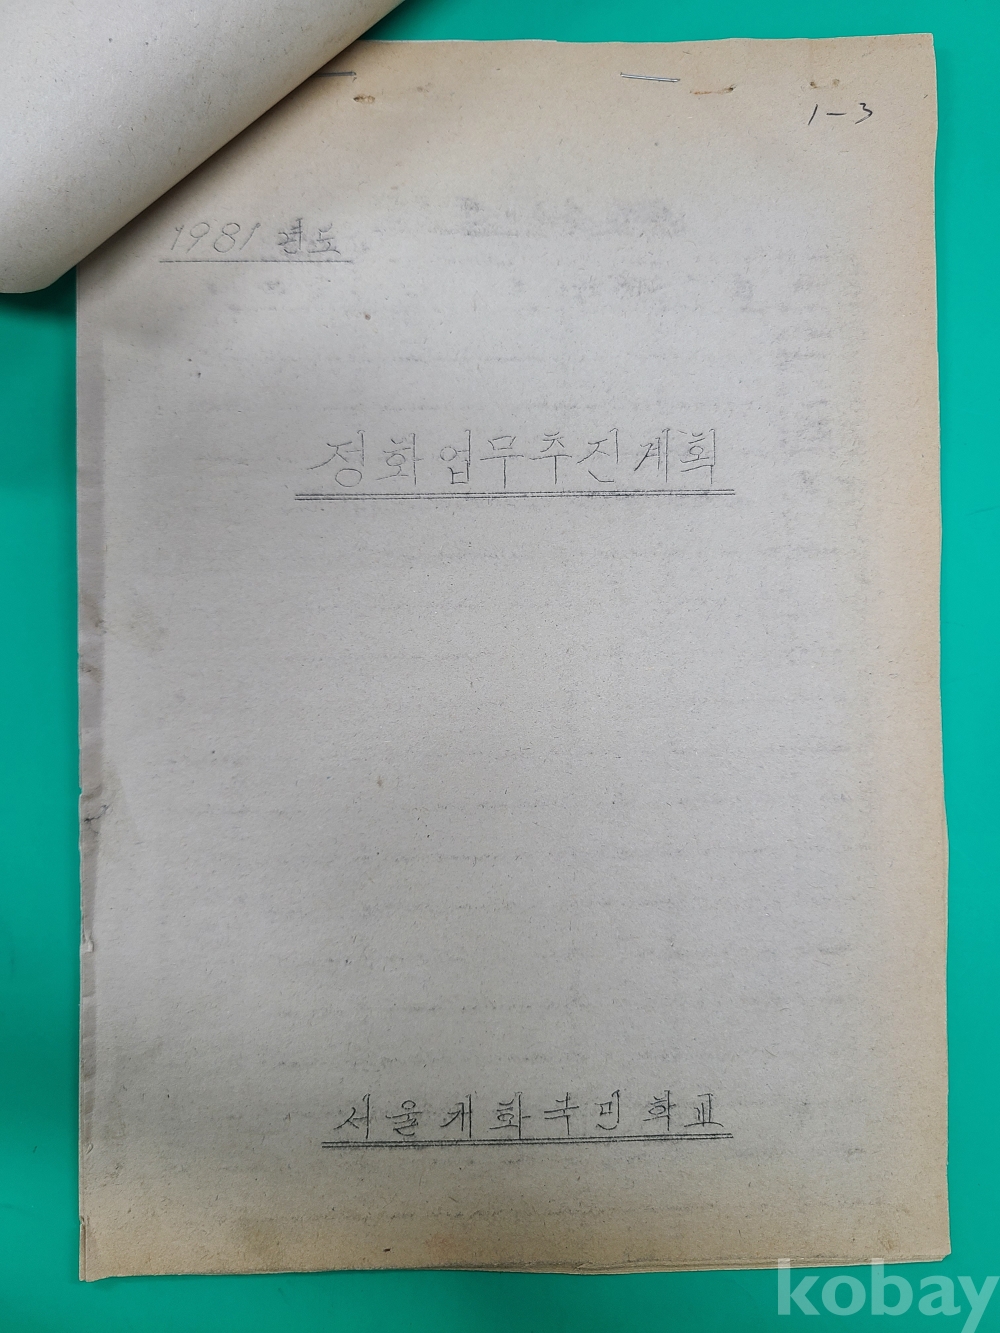 1-3
1981 년도
정화업무추진계획
서울개화국민학교
kobay